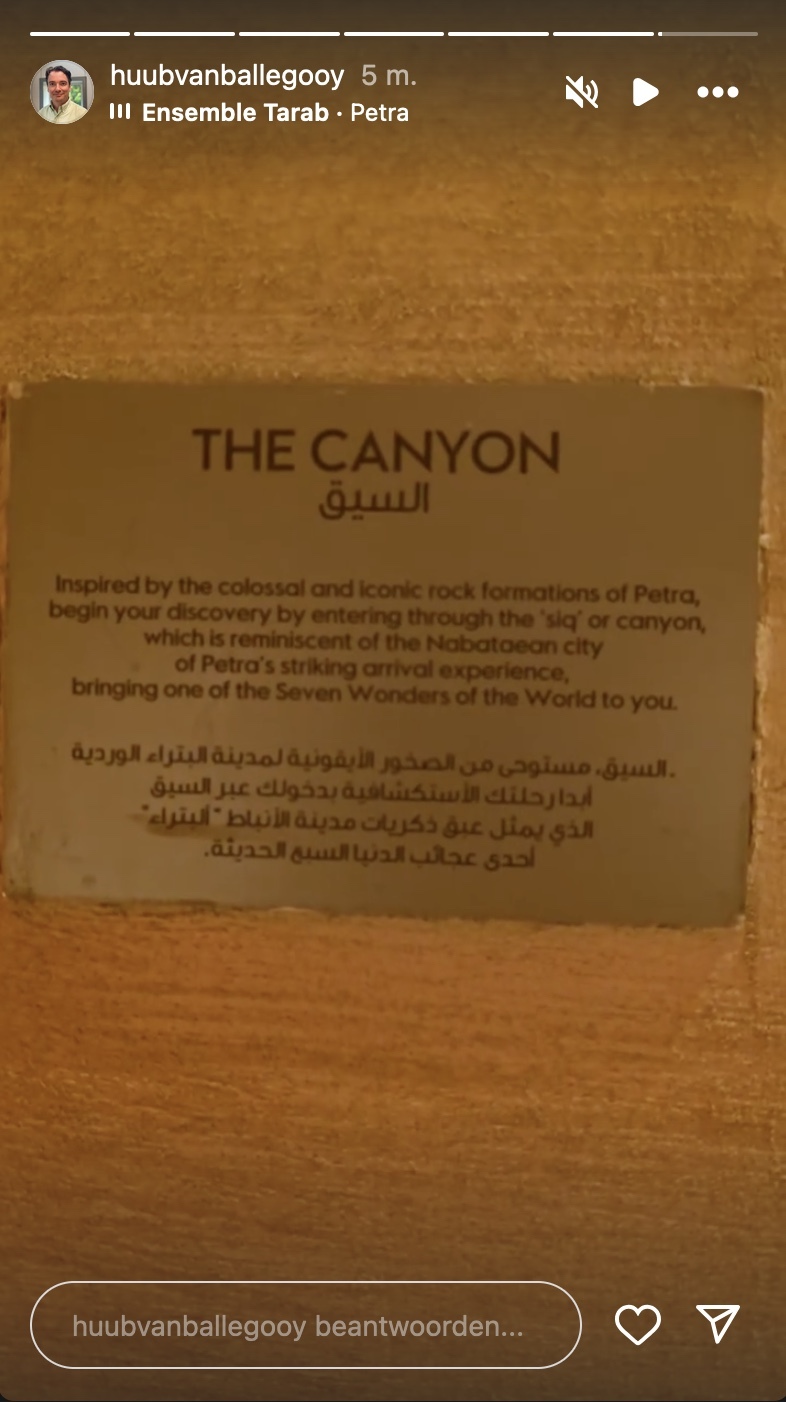 huubvanballegooy 5 m.
Ensemble Tarab · Petra
THE CANYON
السيق
Inspired by the colossal and iconic rock formations of Petra,
begin your discovery by entering through the 'siq' or canyon,
which is reminiscent of the Nabataean city
of Petra's striking arrival experience,
bringing one of the Seven Wonders of the World to you.
السيق، مستوحى من الصخور الأيقونية لمدينة البتراء الوردية.
أبدا رحلتك الأستكشافية بدخولك عبر السيق
الذي يمثل عبق ذكريات مدينة الأنباط "ألبتراء"
أحدى عجائب الدنيا السبع الحديثة.
huubvanballegooy beantwoorden...